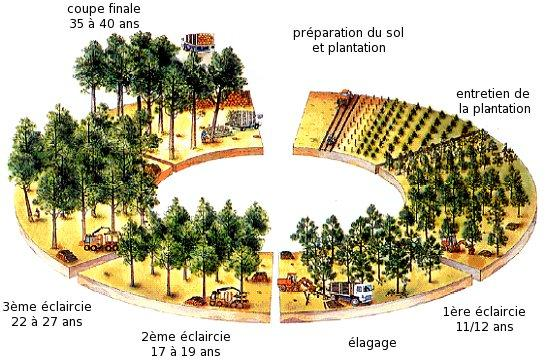 coupe finale
35 à 40 ans
préparation du sol
et plantation
entretien de
la plantation
1ère éclaircie
11/12 ans
élagage
2ème éclaircie
17 à 19 ans
3ème éclaircie
22 à 27 ans